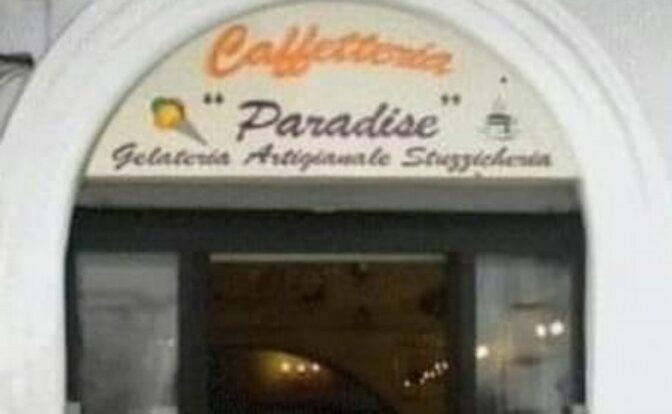 Caffetteria
"Paradise"
Gelateria Artigianale Stuzzicheria